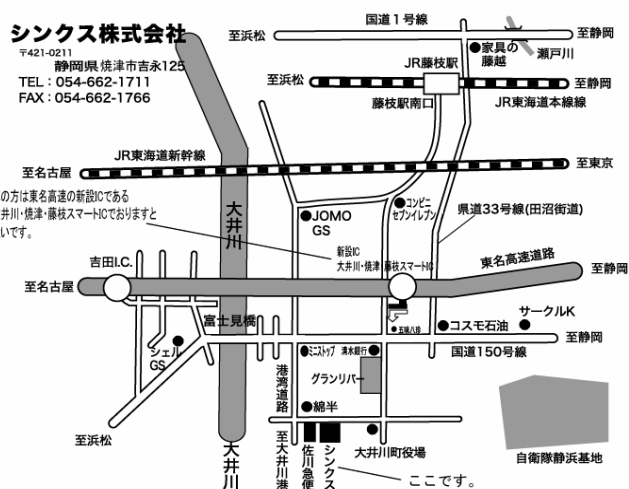 シンクス株式会社
〒421-0211
静岡県 焼津市吉永125
TEL：054-662-1711
FAX：054-662-1766
国道1号線
至浜松
至静岡
家具の
藤越
瀬戸川
JR藤枝駅
至浜松
至静岡
藤枝駅南口
JR東海道本線線
JR東海道新幹線
至名古屋
至東京
の方は東名高速の新設ICである
井川・焼津・藤枝スマートICでおりますと
いです。
大井川
JOMO
GS
コンビニ
セブンイレブン
県道33号線(田沼街道)
新設IC
大井川・焼津・藤枝スマートIC
吉田I.C.
東名高速道路
至名古屋
至静岡
富士見橋
五味八珍
コスモ石油
サークルK
至静岡
シェル
GS
ミニストップ
清水銀行
国道150号線
港湾道路
グランリバー
綿半
至浜松
大井川
至大井川港
佐川急便
シンクス
大井川町役場
ここです。
自衛隊静浜基地